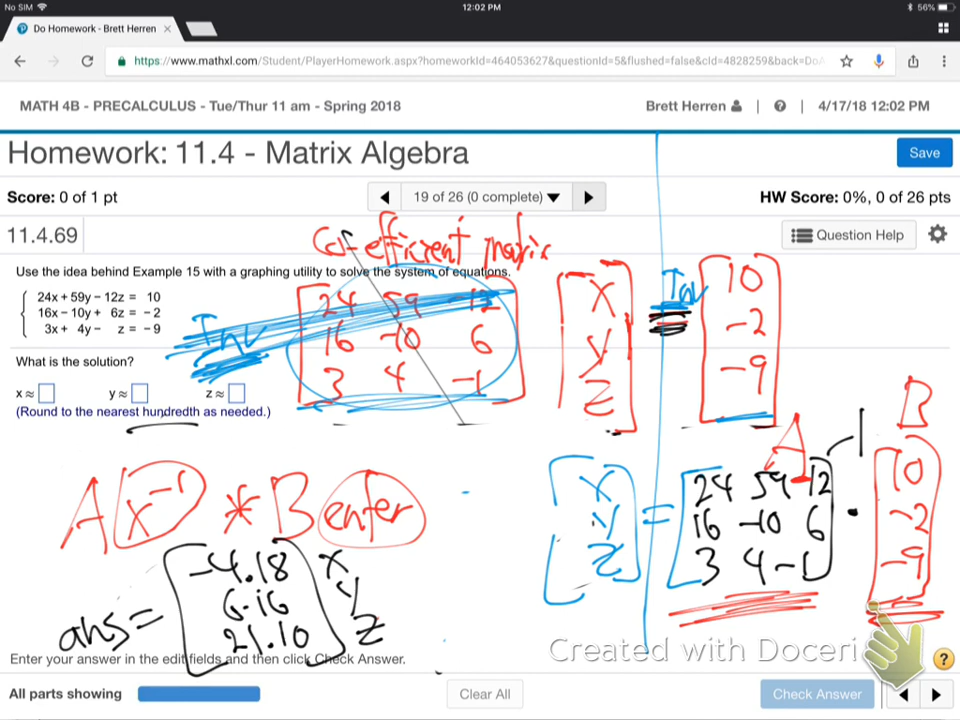 No SIM 12:02 PM 56%
Do Homework - Brett Herren
https://www.mathxl.com/Student/PlayerHomework.aspx?homeworkId=464053627&questionId=5&flushed=false&cld=4828259&back=DoA
MATH 4B - PRECALCULUS - Tue/Thur 11 am - Spring 2018 Brett Herren | ? | 4/17/18 12:02 PM
Homework: 11.4 - Matrix Algebra Save
Score: 0 of 1 pt 19 of 26 (0 complete) HW Score: 0%, 0 of 26 pts
11.4.69 Question Help
Coefficient matrix
Use the idea behind Example 15 with a graphing utility to solve the system of equations.
24x + 59y − 12z = 10
16x − 10y + 6z = − 2
3x + 4y − z = − 9
Inv
24 59 -12
16 -10 6
3 4 -1
x
y
z
=
Inv
10
-2
-9
What is the solution?
x ≈ y ≈ z ≈
(Round to the nearest hundredth as needed.)
A B
x
y
z
=
24 59 -12
16 -10 6
3 4 -1
-1
·
10
-2
-9
A x⁻¹ * B enter
ans =
-4.18 x
6.16 y
21.10 z
Created with Doceri
Enter your answer in the edit fields and then click Check Answer.
?
All parts showing Clear All Check Answer